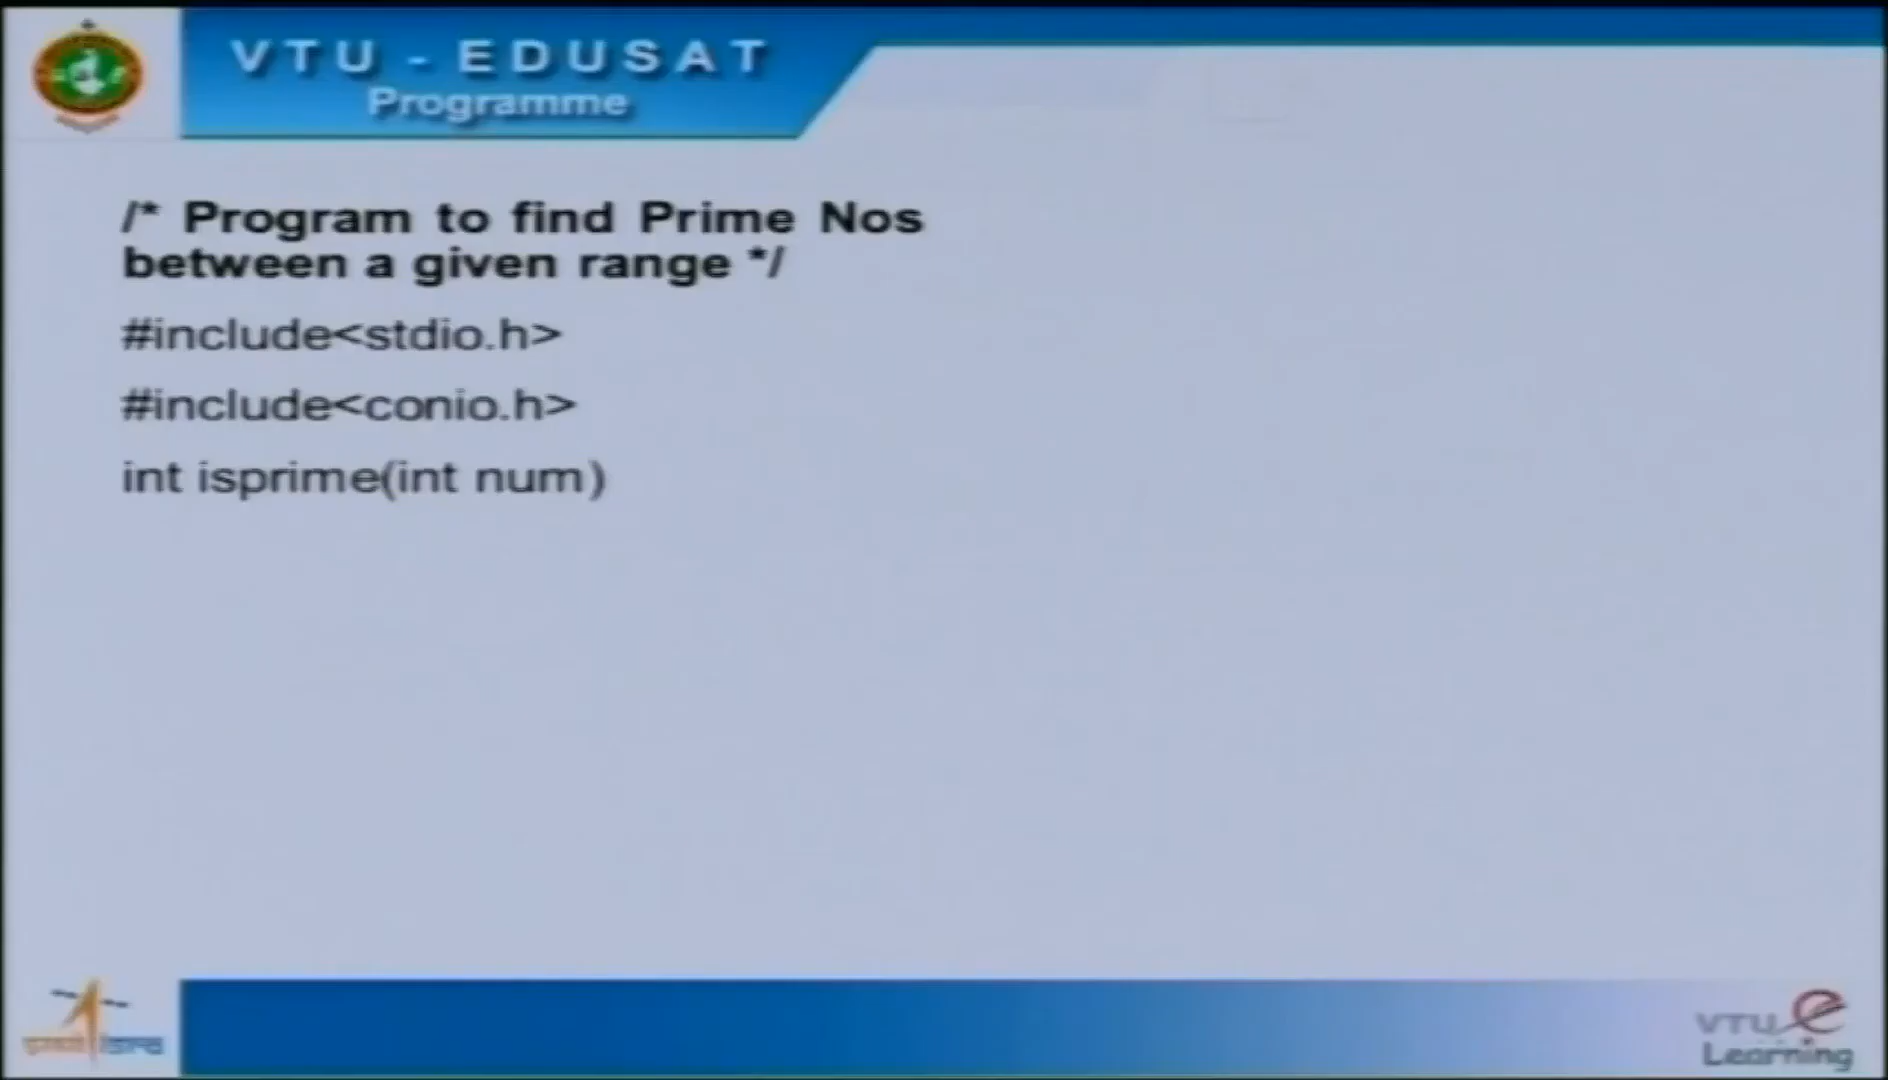 VTU - EDUSAT
Programme
/* Program to find Prime Nos
between a given range */
#include<stdio.h>
#include<conio.h>
int isprime(int num)
VTU e
Learning